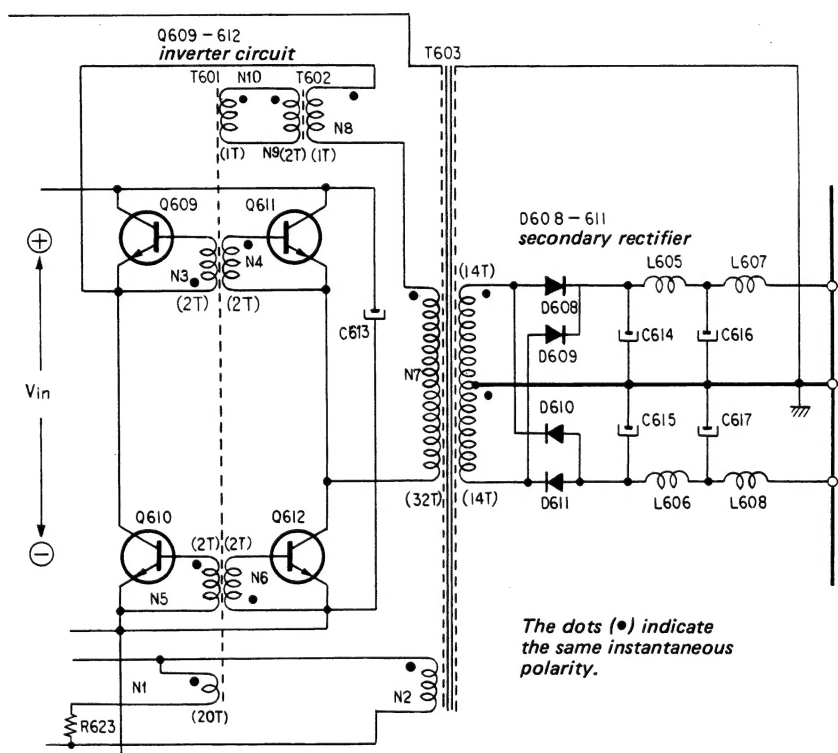 Q609-612
inverter circuit
T603
T601 N10 T602
N8
(1T) N9 (2T) (1T)
Q609 Q611
D608-611
secondary rectifier
N3 N4
(2T) (2T)
(14T)
L605 L607
D608
C613
D609
C614 C616
Vin
N7
D610
C615 C617
(32T) (14T)
D611
L606 L608
Q610 (2T) (2T) Q612
N5 N6
The dots (●) indicate
the same instantaneous
polarity.
N1 N2
(20T)
R623